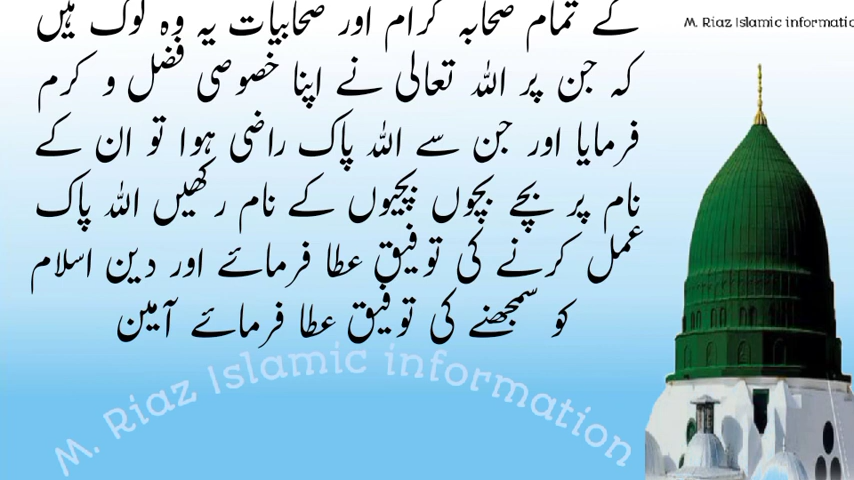 M. Riaz Islamic informatio
کے تمام صحابہ کرام اور صحابیات یہ وہ لوگ ہیں
کہ جن پر اللہ تعالی نے اپنا خصوصی فضل و کرم
فرمایا اور جن سے اللہ پاک راضی ہوا تو ان کے
نام پر بچے بچوں بچیوں کے نام رکھیں اللہ پاک
عمل کرنے کی توفیق عطا فرمائے اور دین اسلام
کو سمجھنے کی توفیق عطا فرمائے آمین
M. Riaz Islamic information